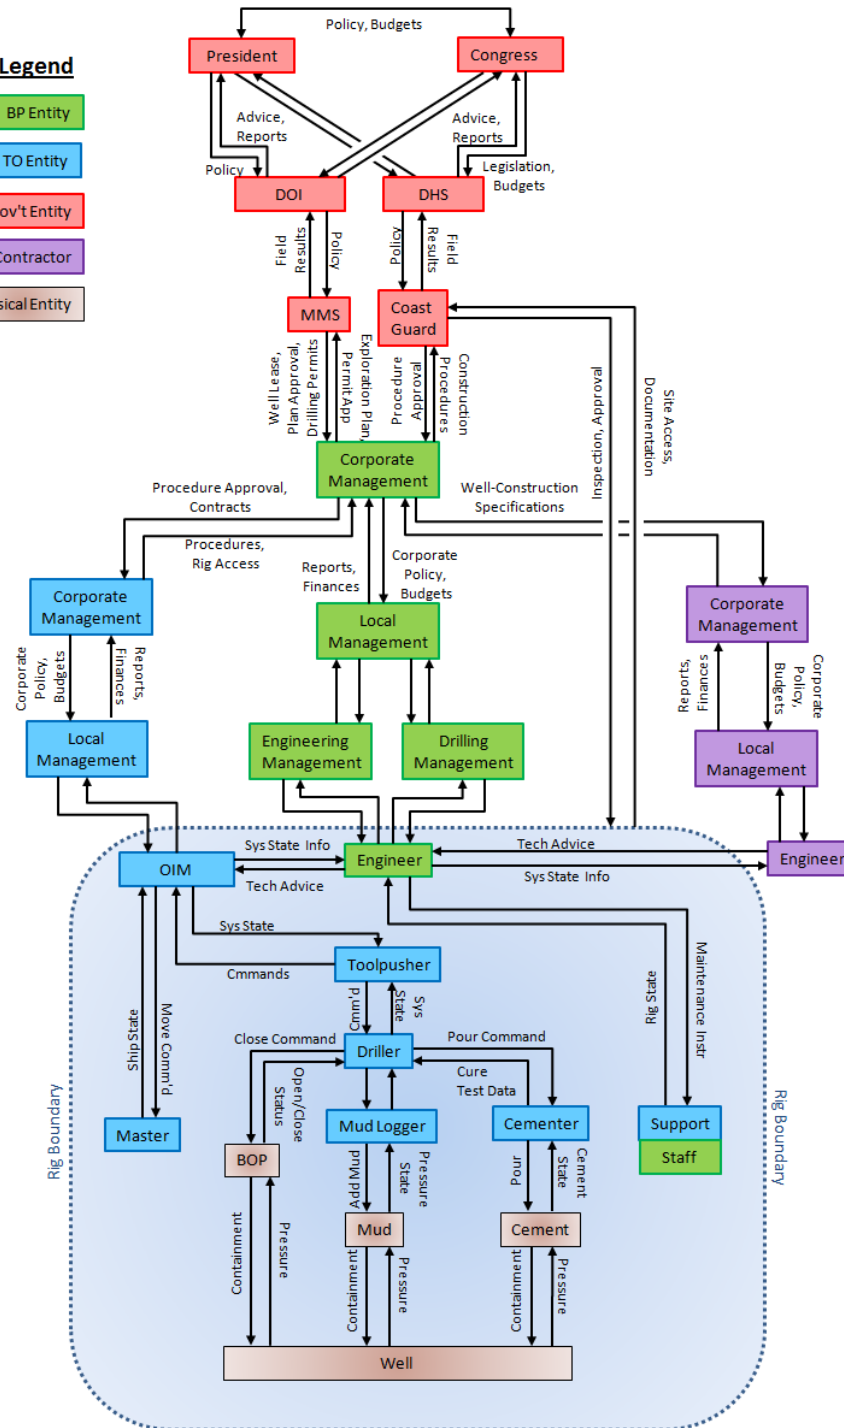 Policy, Budgets
President
Congress
Legend
BP Entity
TO Entity
ov't Entity
Contractor
sical Entity
Advice,
Reports
Advice,
Reports
Policy
Legislation,
Budgets
DOI
DHS
Field
Results
Policy
Policy
Field
Results
MMS
Coast
Guard
Well Lease,
Plan Approval,
Drilling Permits
Exploration Plan,
Permit App
Procedure
Approval
Construction
Procedures
Inspection, Approval
Site Access,
Documentation
Corporate
Management
Procedure Approval,
Contracts
Well-Construction
Specifications
Procedures,
Rig Access
Reports,
Finances
Corporate
Policy,
Budgets
Corporate
Management
Local
Management
Corporate
Management
Corporate
Policy,
Budgets
Reports,
Finances
Reports,
Finances
Corporate
Policy,
Budgets
Local
Management
Engineering
Management
Drilling
Management
Local
Management
OIM
Sys State Info
Tech Advice
Engineer
Tech Advice
Sys State Info
Engineer
Sys State
Cmmands
Toolpusher
Ship State
Move Comm'd
Cmm'd
Sys
State
Rig State
Maintenance Instr
Close Command
Driller
Pour Command
Open/Close
Status
Cure
Test Data
Rig Boundary
Rig Boundary
Master
Mud Logger
Cementer
Support
Staff
BOP
Add Mud
Pressure
State
Pour
Cement
State
Mud
Cement
Containment
Pressure
Containment
Pressure
Containment
Pressure
Well